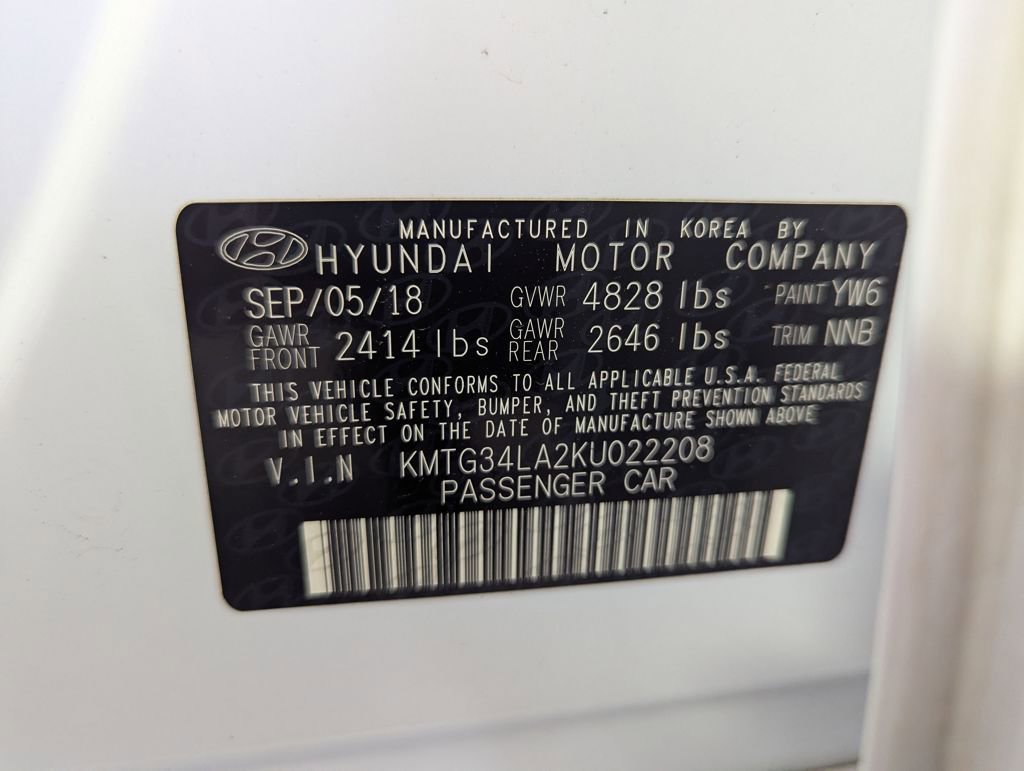 MANUFACTURED IN KOREA BY
HYUNDAI MOTOR COMPANY
SEP/05/18 GVWR 4828 lbs PAINT YW6
GAWR FRONT 2414 lbs GAWR REAR 2646 lbs TRIM NNB
THIS VEHICLE CONFORMS TO ALL APPLICABLE U.S.A. FEDERAL
MOTOR VEHICLE SAFETY, BUMPER, AND THEFT PREVENTION STANDARDS
IN EFFECT ON THE DATE OF MANUFACTURE SHOWN ABOVE
V.I.N KMTG34LA2KU022208
PASSENGER CAR